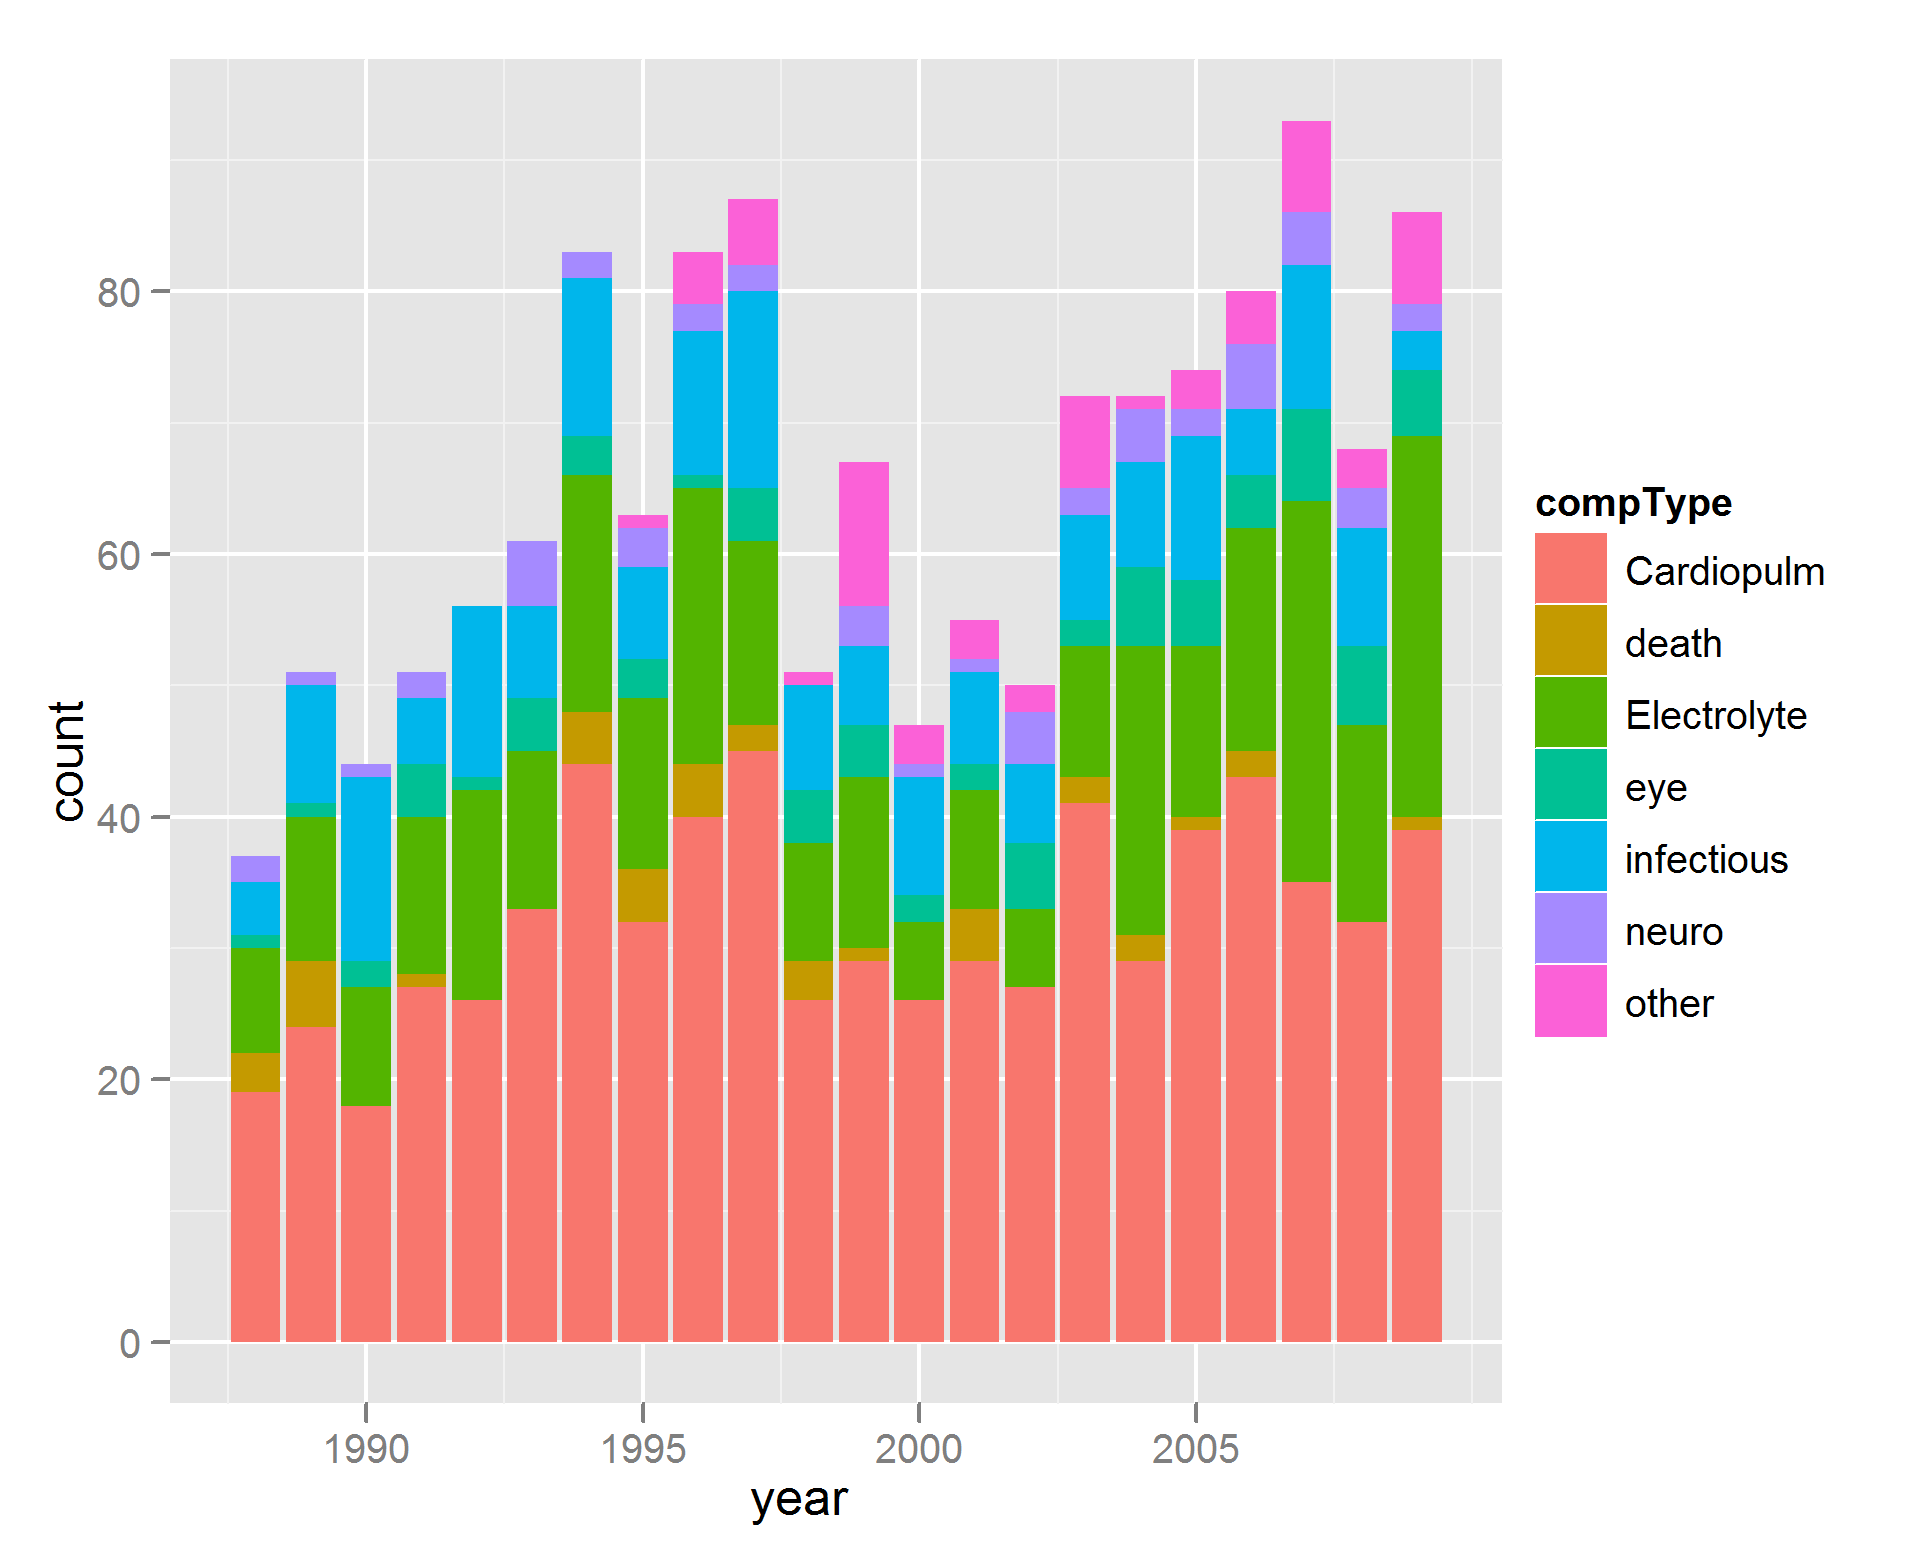 count
80
60
40
20
0
1990 1995 2000 2005
year
compType
Cardiopulm
death
Electrolyte
eye
infectious
neuro
other